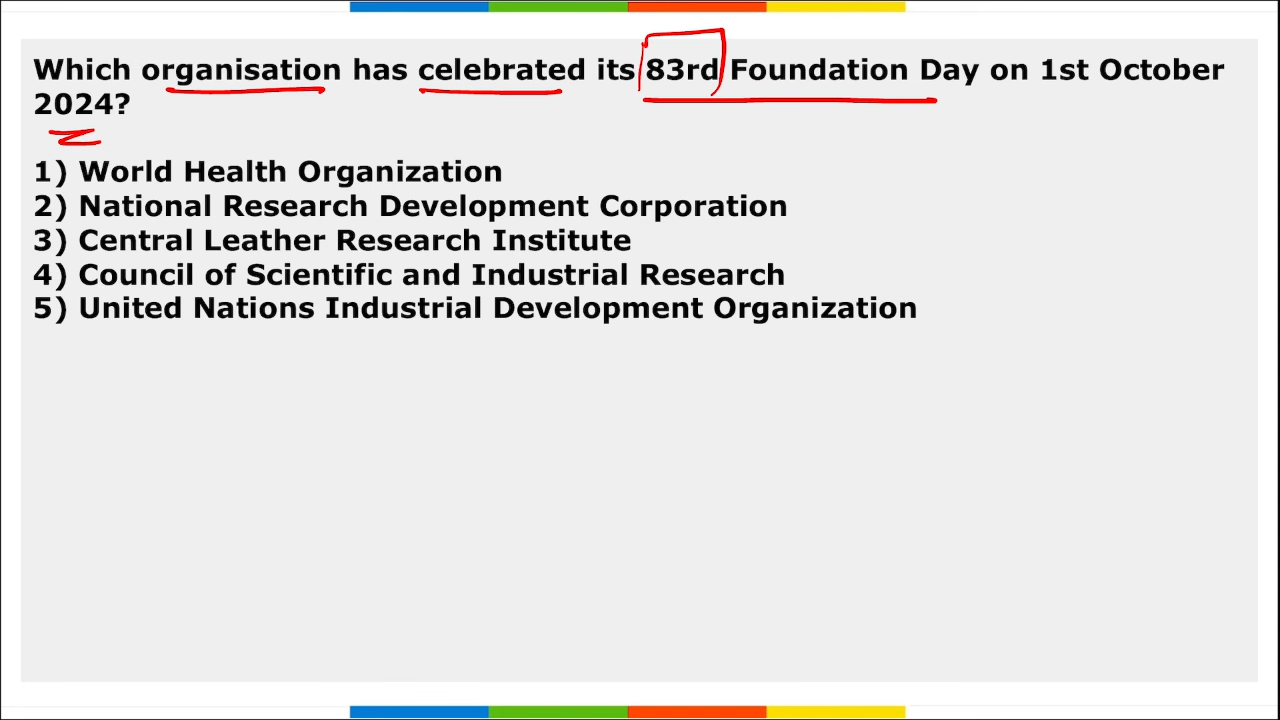 Which organisation has celebrated its 83rd Foundation Day on 1st October
2024?
1) World Health Organization
2) National Research Development Corporation
3) Central Leather Research Institute
4) Council of Scientific and Industrial Research
5) United Nations Industrial Development Organization